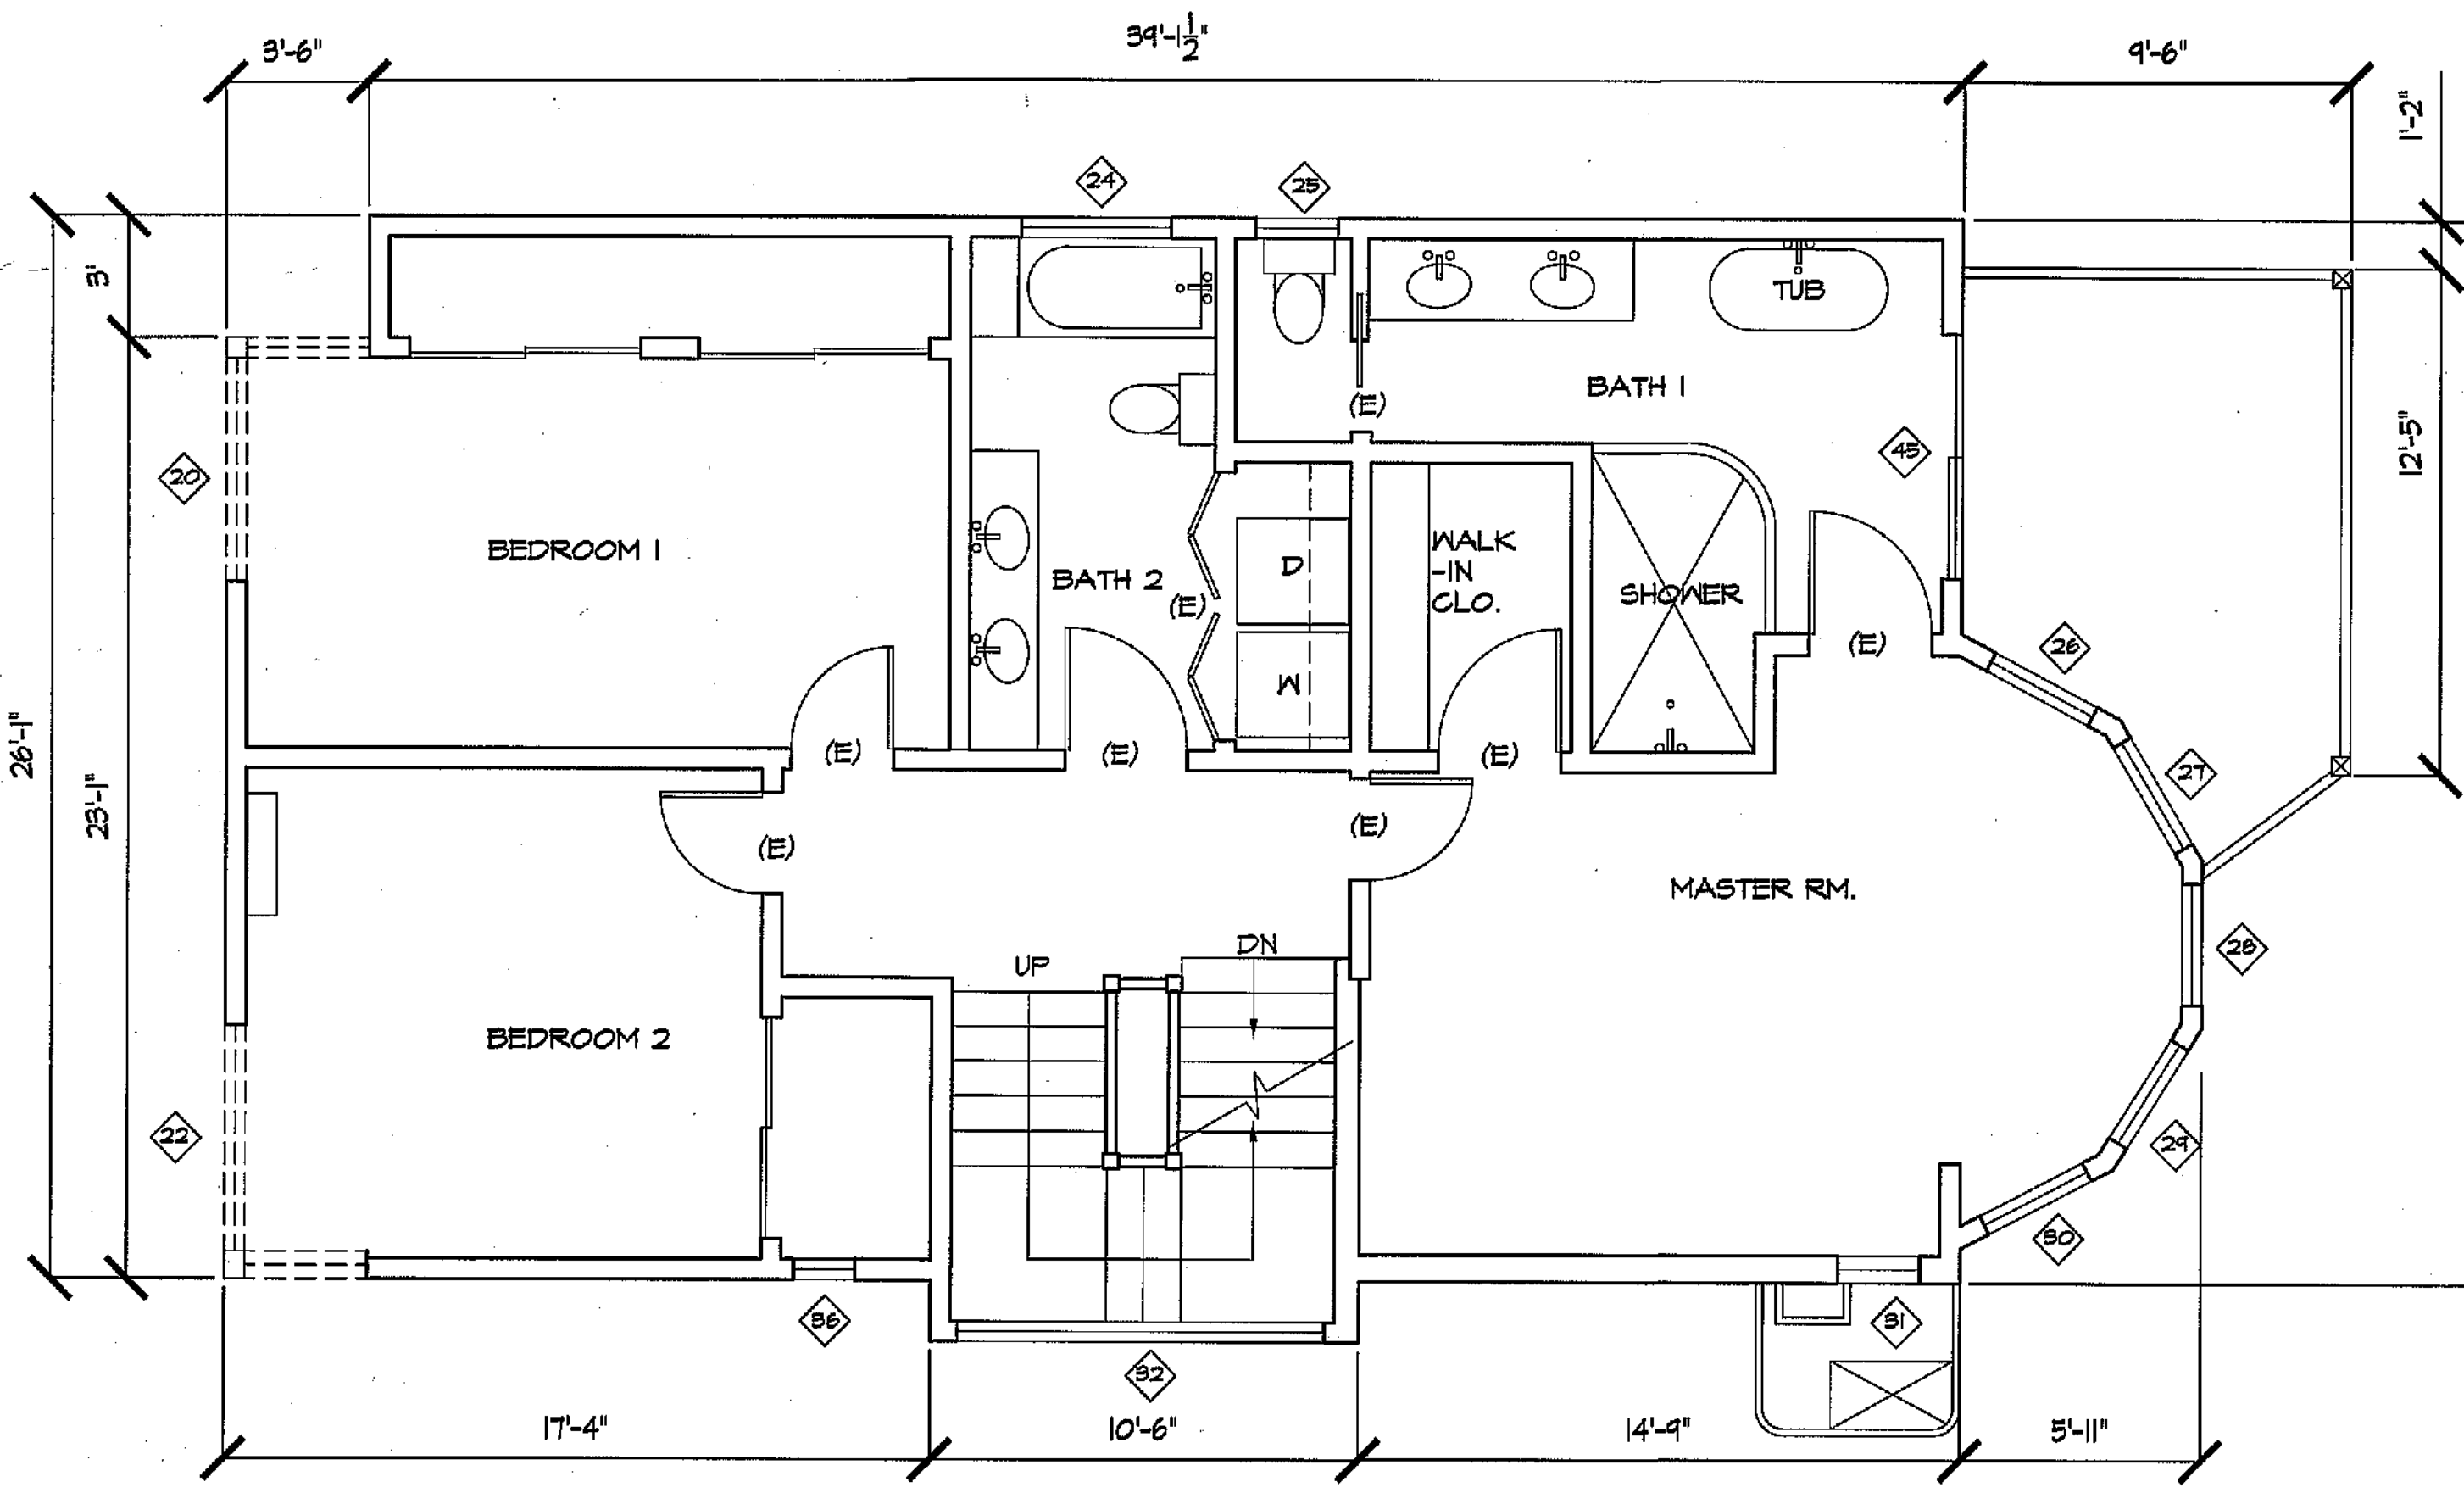 3'-6"
39'-1 1/2"
9'-6"
1'-2"
24
25
3'
TUB
BATH 1
(E)
12'-5"
45
20
BEDROOM 1
WALK
-IN
CLO.
D
BATH 2
(E)
SHOWER
(E)
26
W
26'-1"
23'-1"
(E)
(E)
(E)
27
(E)
(E)
MASTER RM.
DN
UP
28
BEDROOM 2
22
29
30
36
31
32
17'-4"
10'-6"
14'-9"
5'-11"